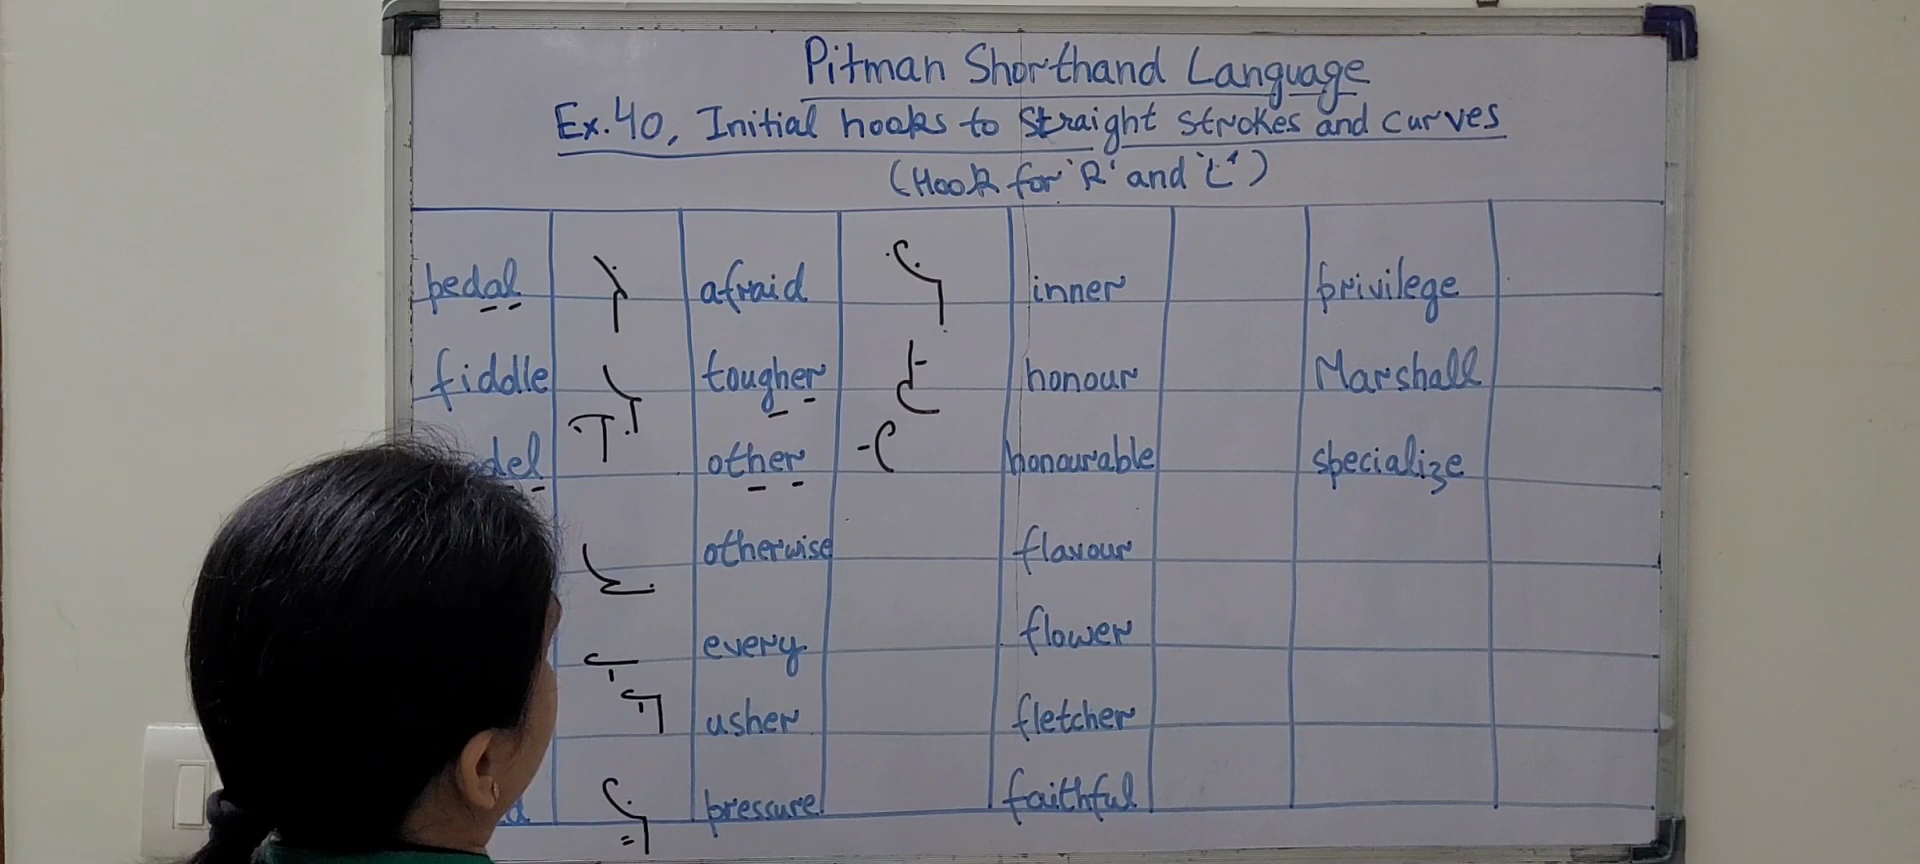 Pitman Shorthand Language
Ex.40, Initial hooks to straight strokes and curves
(Hook for 'R' and 'L')
pedal afraid inner privilege
fiddle tougher honour Marshall
del other honourable specialize
otherwise flavour
every flower
usher fletcher
pressure faithful